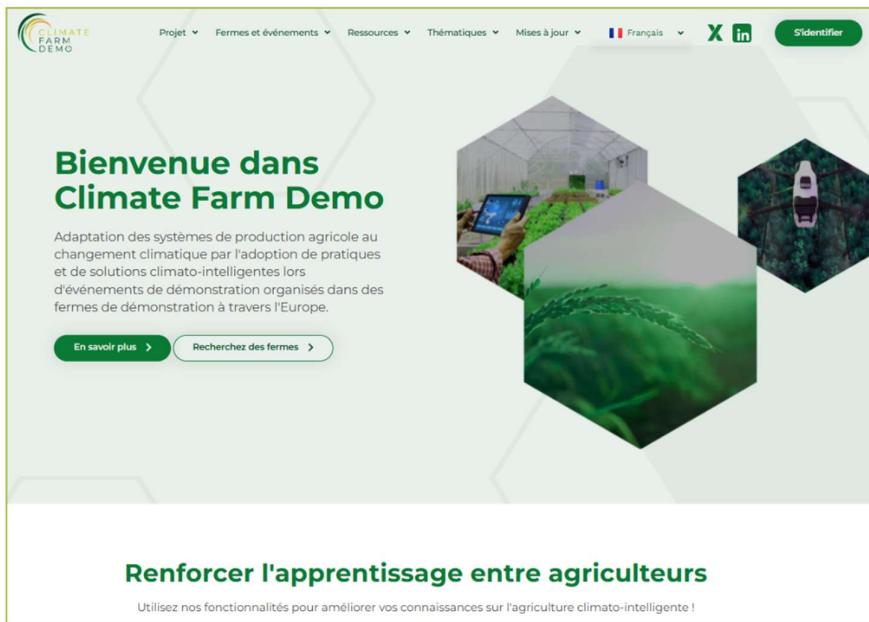 CLIMATE
FARM
DEMO
Projet
Fermes et événements
Ressources
Thématiques
Mises à jour
Français
X
in
S'identifier
Bienvenue dans
Climate Farm Demo
Adaptation des systèmes de production agricole au
changement climatique par l'adoption de pratiques
et de solutions climato-intelligentes lors
d'événements de démonstration organisés dans des
fermes de démonstration à travers l'Europe.
En savoir plus
Recherchez des fermes
Renforcer l'apprentissage entre agriculteurs
Utilisez nos fonctionnalités pour améliorer vos connaissances sur l'agriculture climato-intelligente !